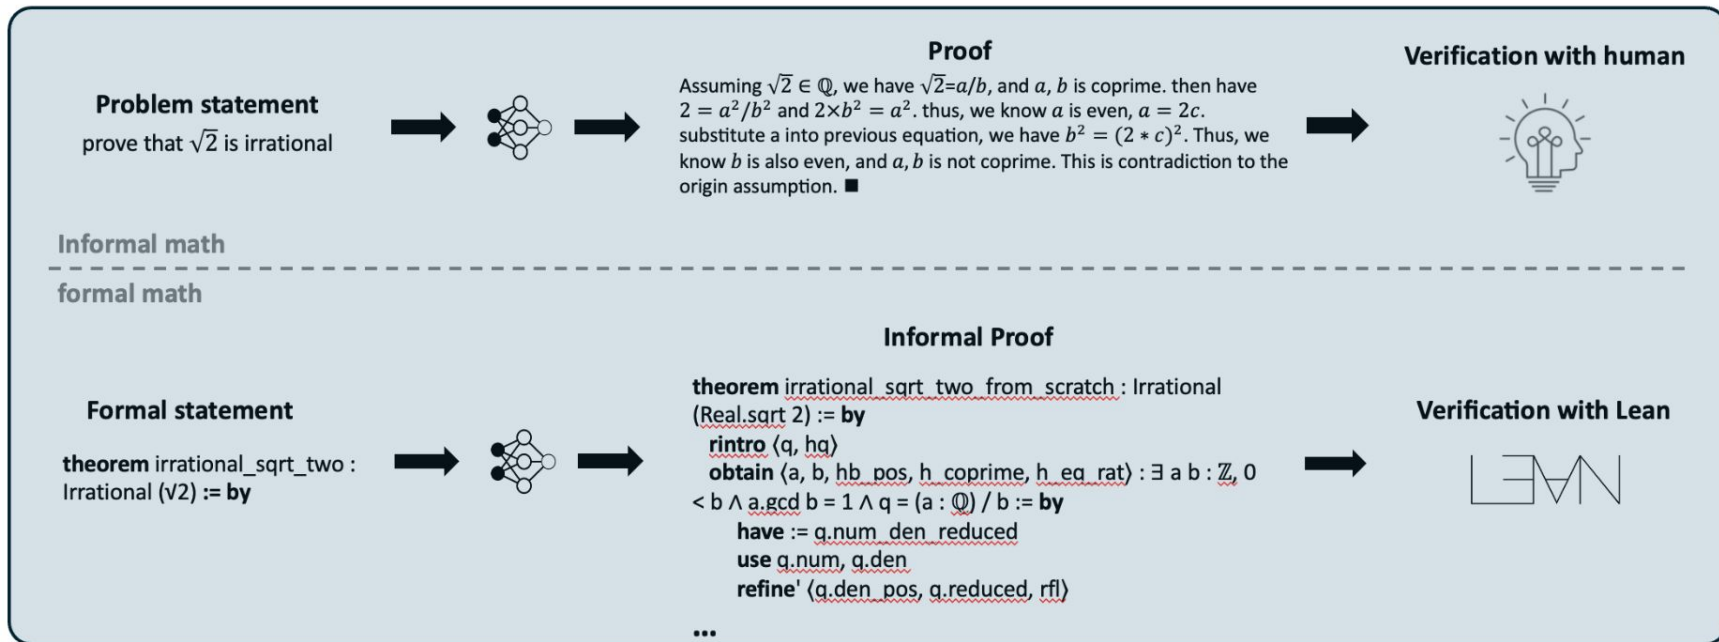 Problem statement
prove that √2 is irrational
Proof
Assuming √2 ∈ ℚ, we have √2=a/b, and a, b is coprime. then have
2 = a²/b² and 2×b² = a². thus, we know a is even, a = 2c.
substitute a into previous equation, we have b² = (2 * c)². Thus, we
know b is also even, and a, b is not coprime. This is contradiction to the
origin assumption. ■
Verification with human
Informal math
formal math
Formal statement
theorem irrational_sqrt_two :
Irrational (√2) := by
Informal Proof
theorem irrational_sqrt_two_from_scratch : Irrational
(Real.sqrt 2) := by
rintro ⟨q, hq⟩
obtain ⟨a, b, hb_pos, h_coprime, h_eq_rat⟩ : ∃ a b : ℤ, 0
< b ∧ a.gcd b = 1 ∧ q = (a : ℚ) / b := by
have := q.num_den_reduced
use q.num, q.den
refine' ⟨q.den_pos, q.reduced, rfl⟩
...
Verification with Lean
LEAN